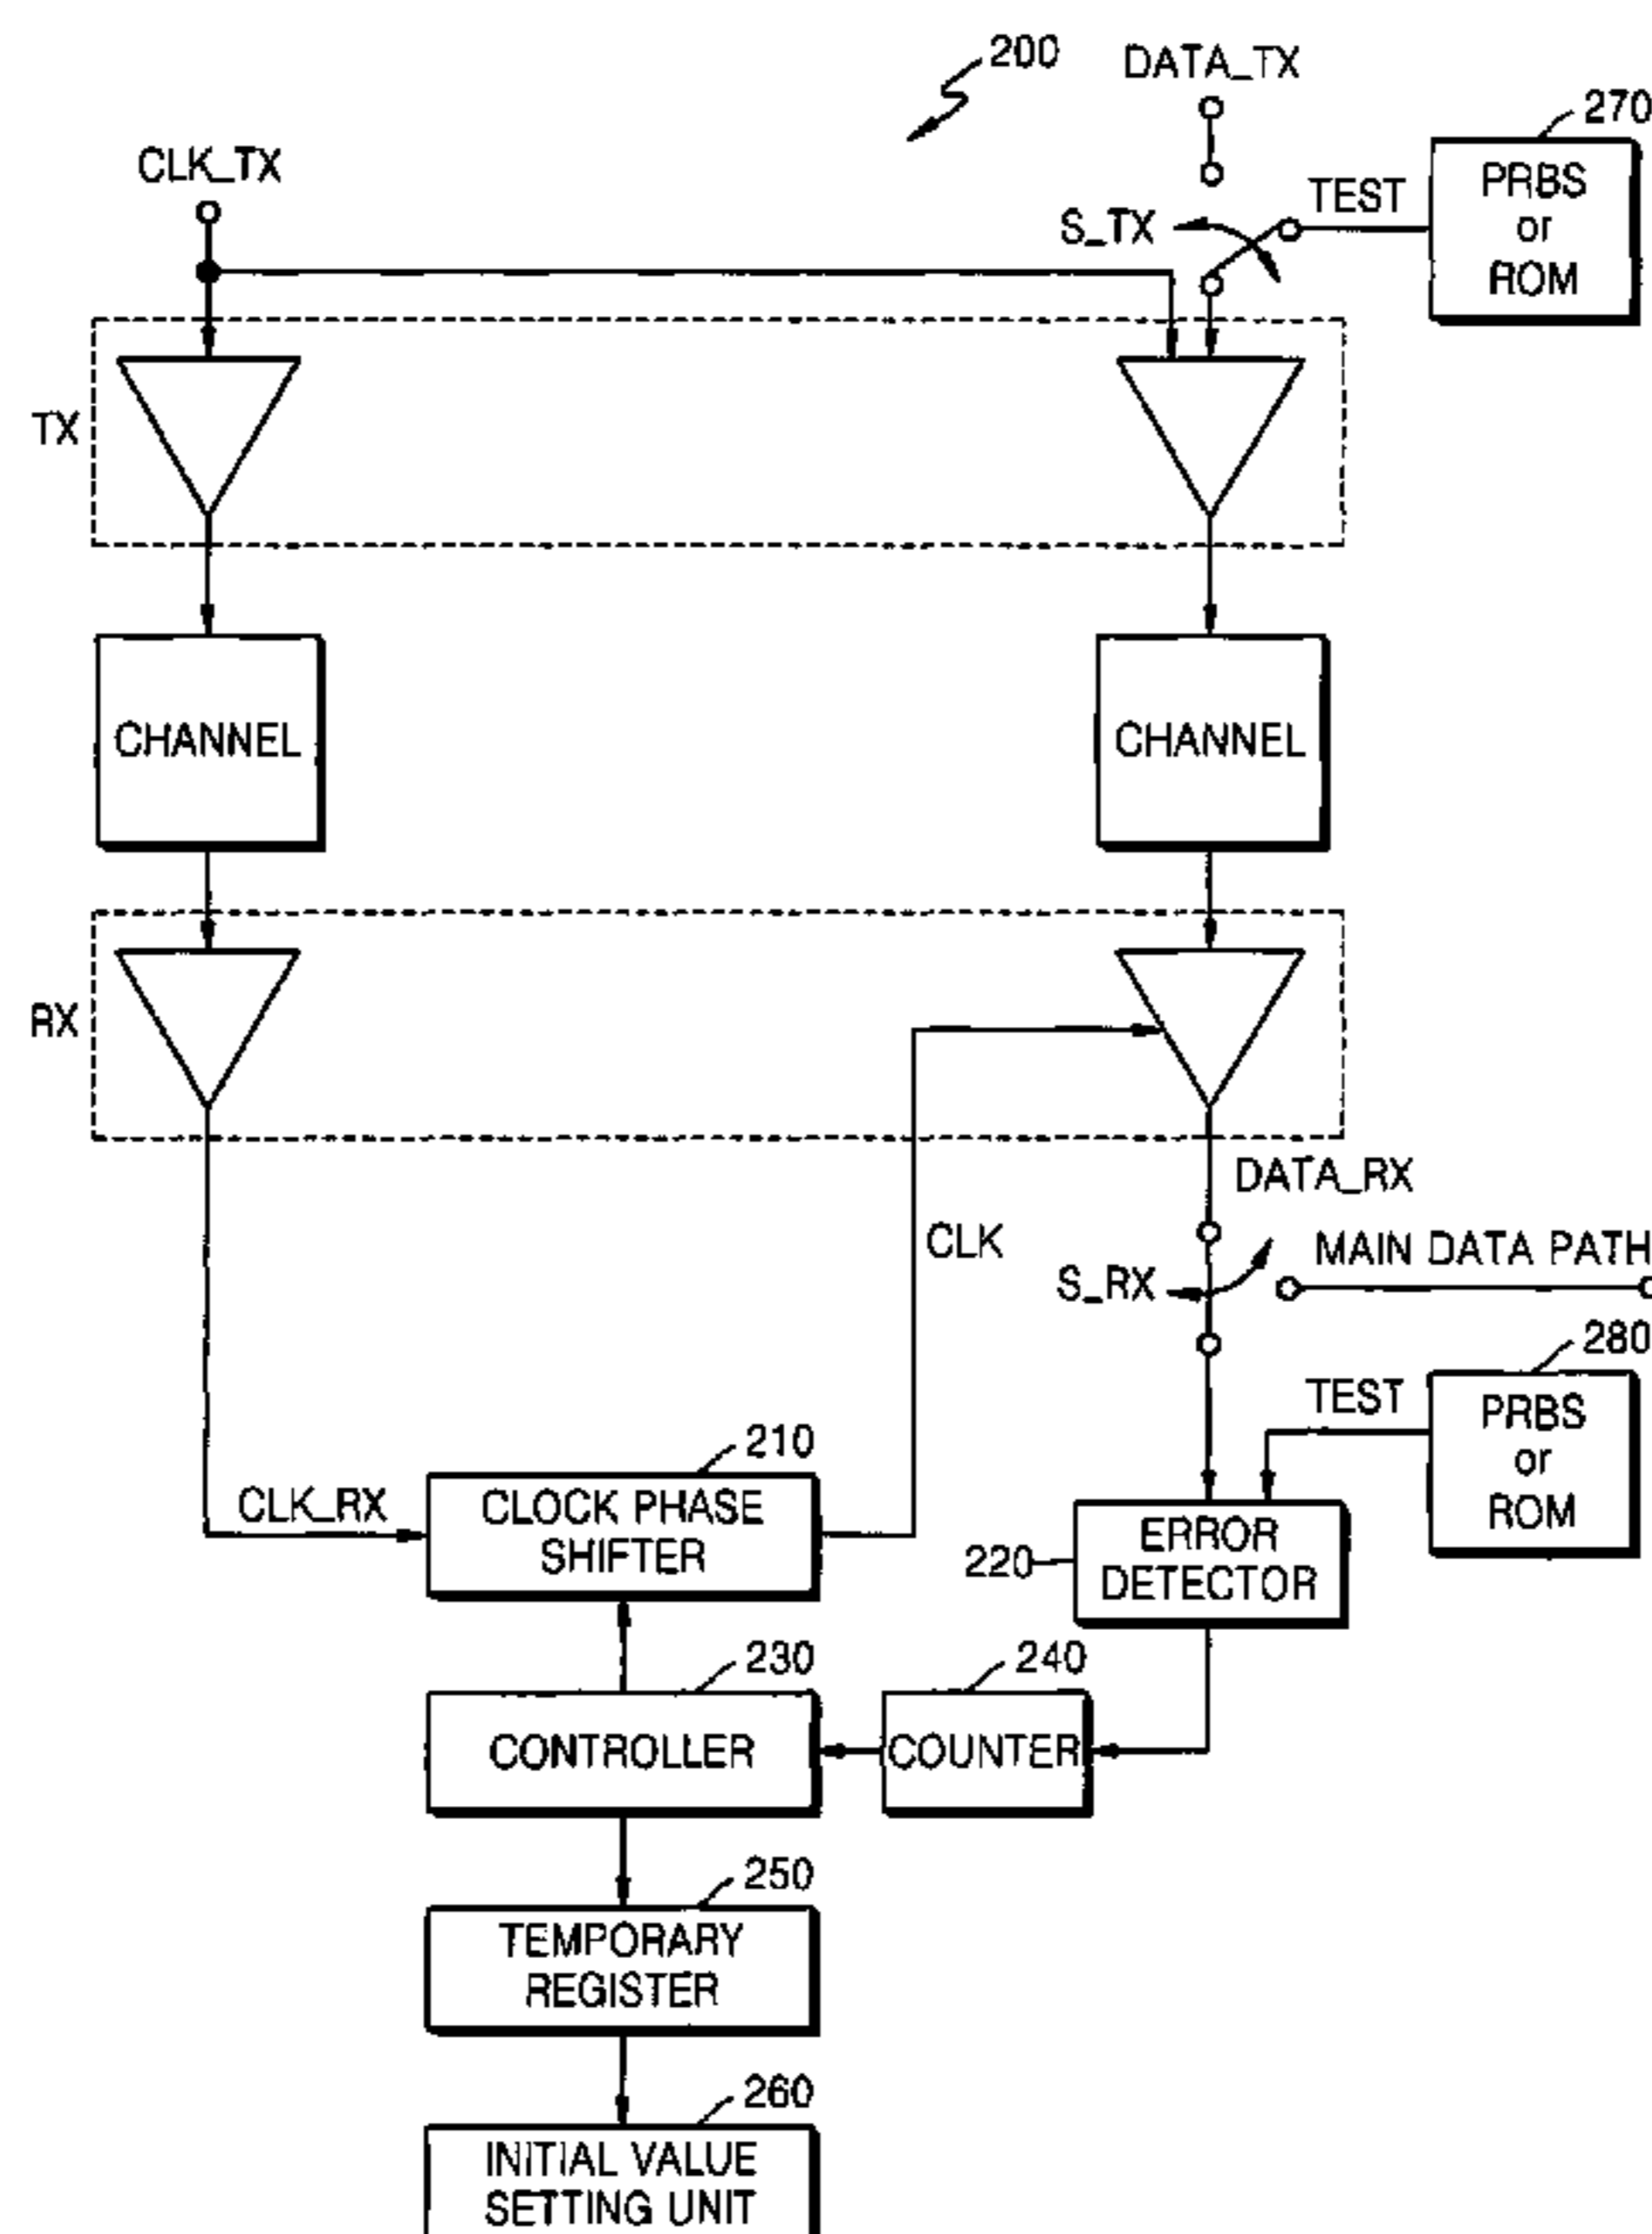 200
DATA_TX
270
CLK_TX
PRBS
or
ROM
TEST
S_TX
TX
CHANNEL
CHANNEL
RX
DATA_RX
CLK
MAIN DATA PATH
S_RX
280
TEST
PRBS
or
ROM
210
CLK_RX
CLOCK PHASE
SHIFTER
220
ERROR
DETECTOR
230
240
CONTROLLER
COUNTER
250
TEMPORARY
REGISTER
260
INITIAL VALUE
SETTING UNIT